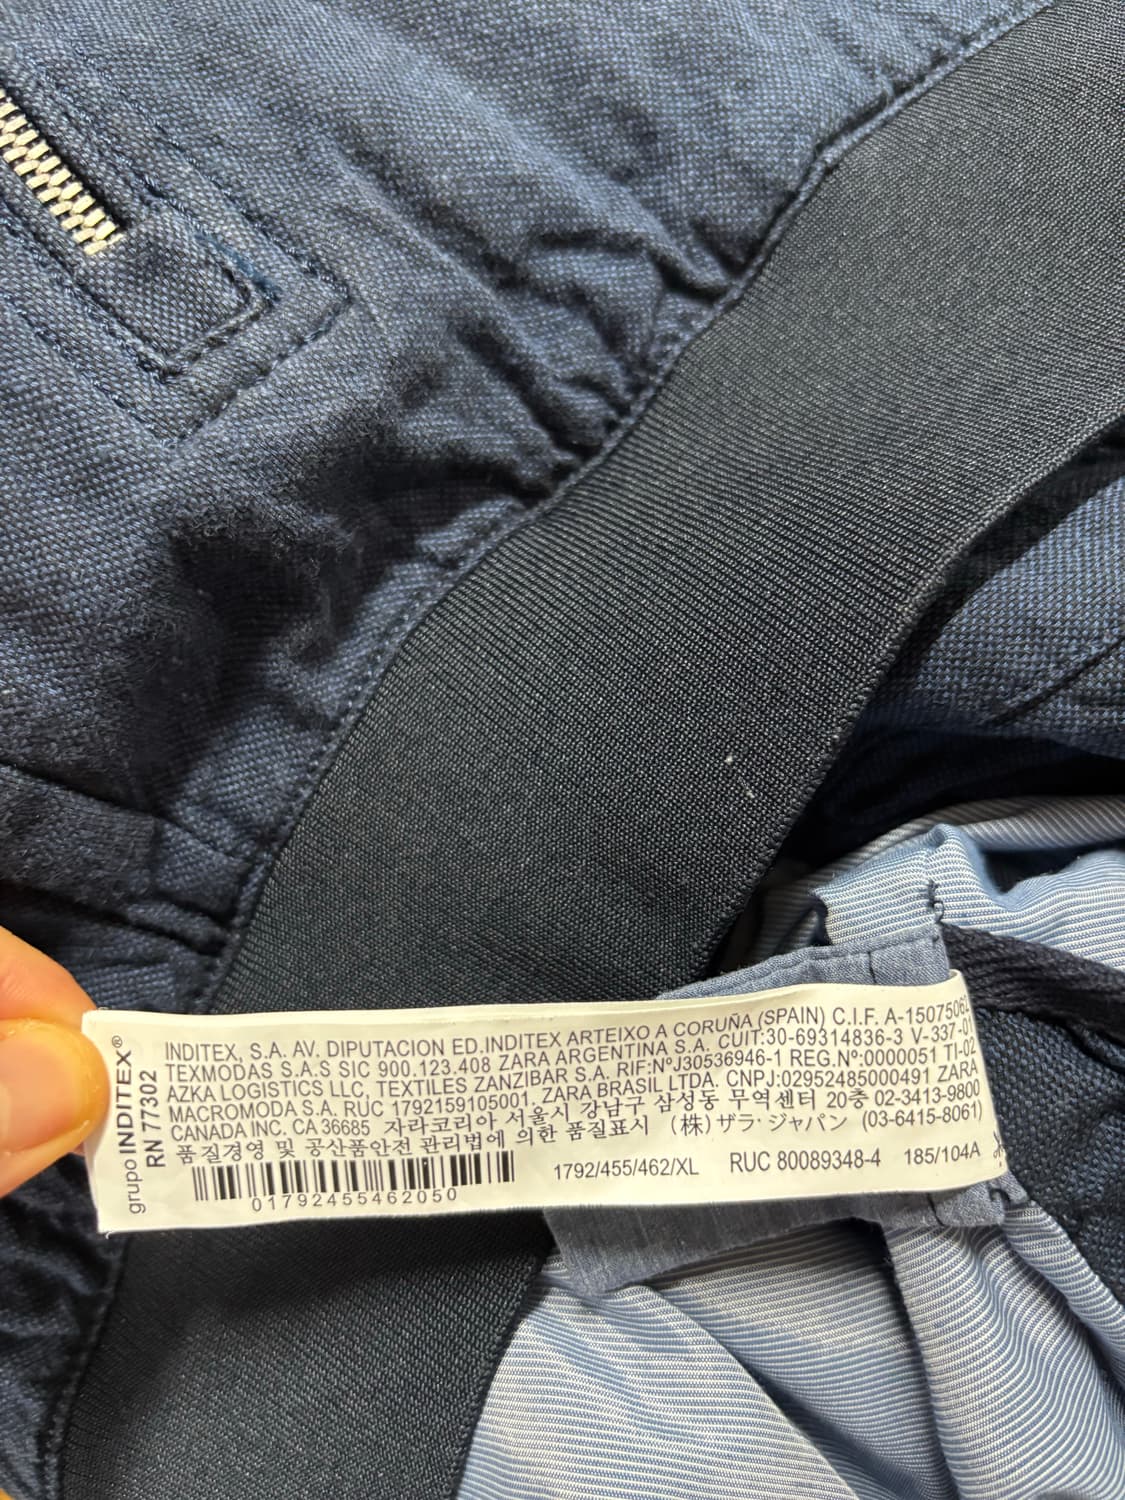 grupo INDITEX®
RN 77302
INDITEX, S.A. AV. DIPUTACION ED.INDITEX ARTEIXO A CORUÑA (SPAIN) C.I.F. A-15075062
TEXMODAS S.A.S SIC 900.123.408 ZARA ARGENTINA S.A. CUIT:30-69314836-3 V-337-01
AZKA LOGISTICS LLC, TEXTILES ZANZIBAR S.A. RIF:NºJ30536946-1 REG.Nº:0000051 TI-02
MACROMODA S.A. RUC 1792159105001. ZARA BRASIL LTDA. CNPJ:02952485000491 ZARA
CANADA INC. CA 36685 자라코리아 서울시 강남구 삼성동 무역센터 20층 02-3413-9800
품질경영 및 공산품안전 관리법에 의한 품질표시 (株)ザラ・ジャパン (03-6415-8061)
01792455462050
1792/455/462/XL RUC 80089348-4 185/104A